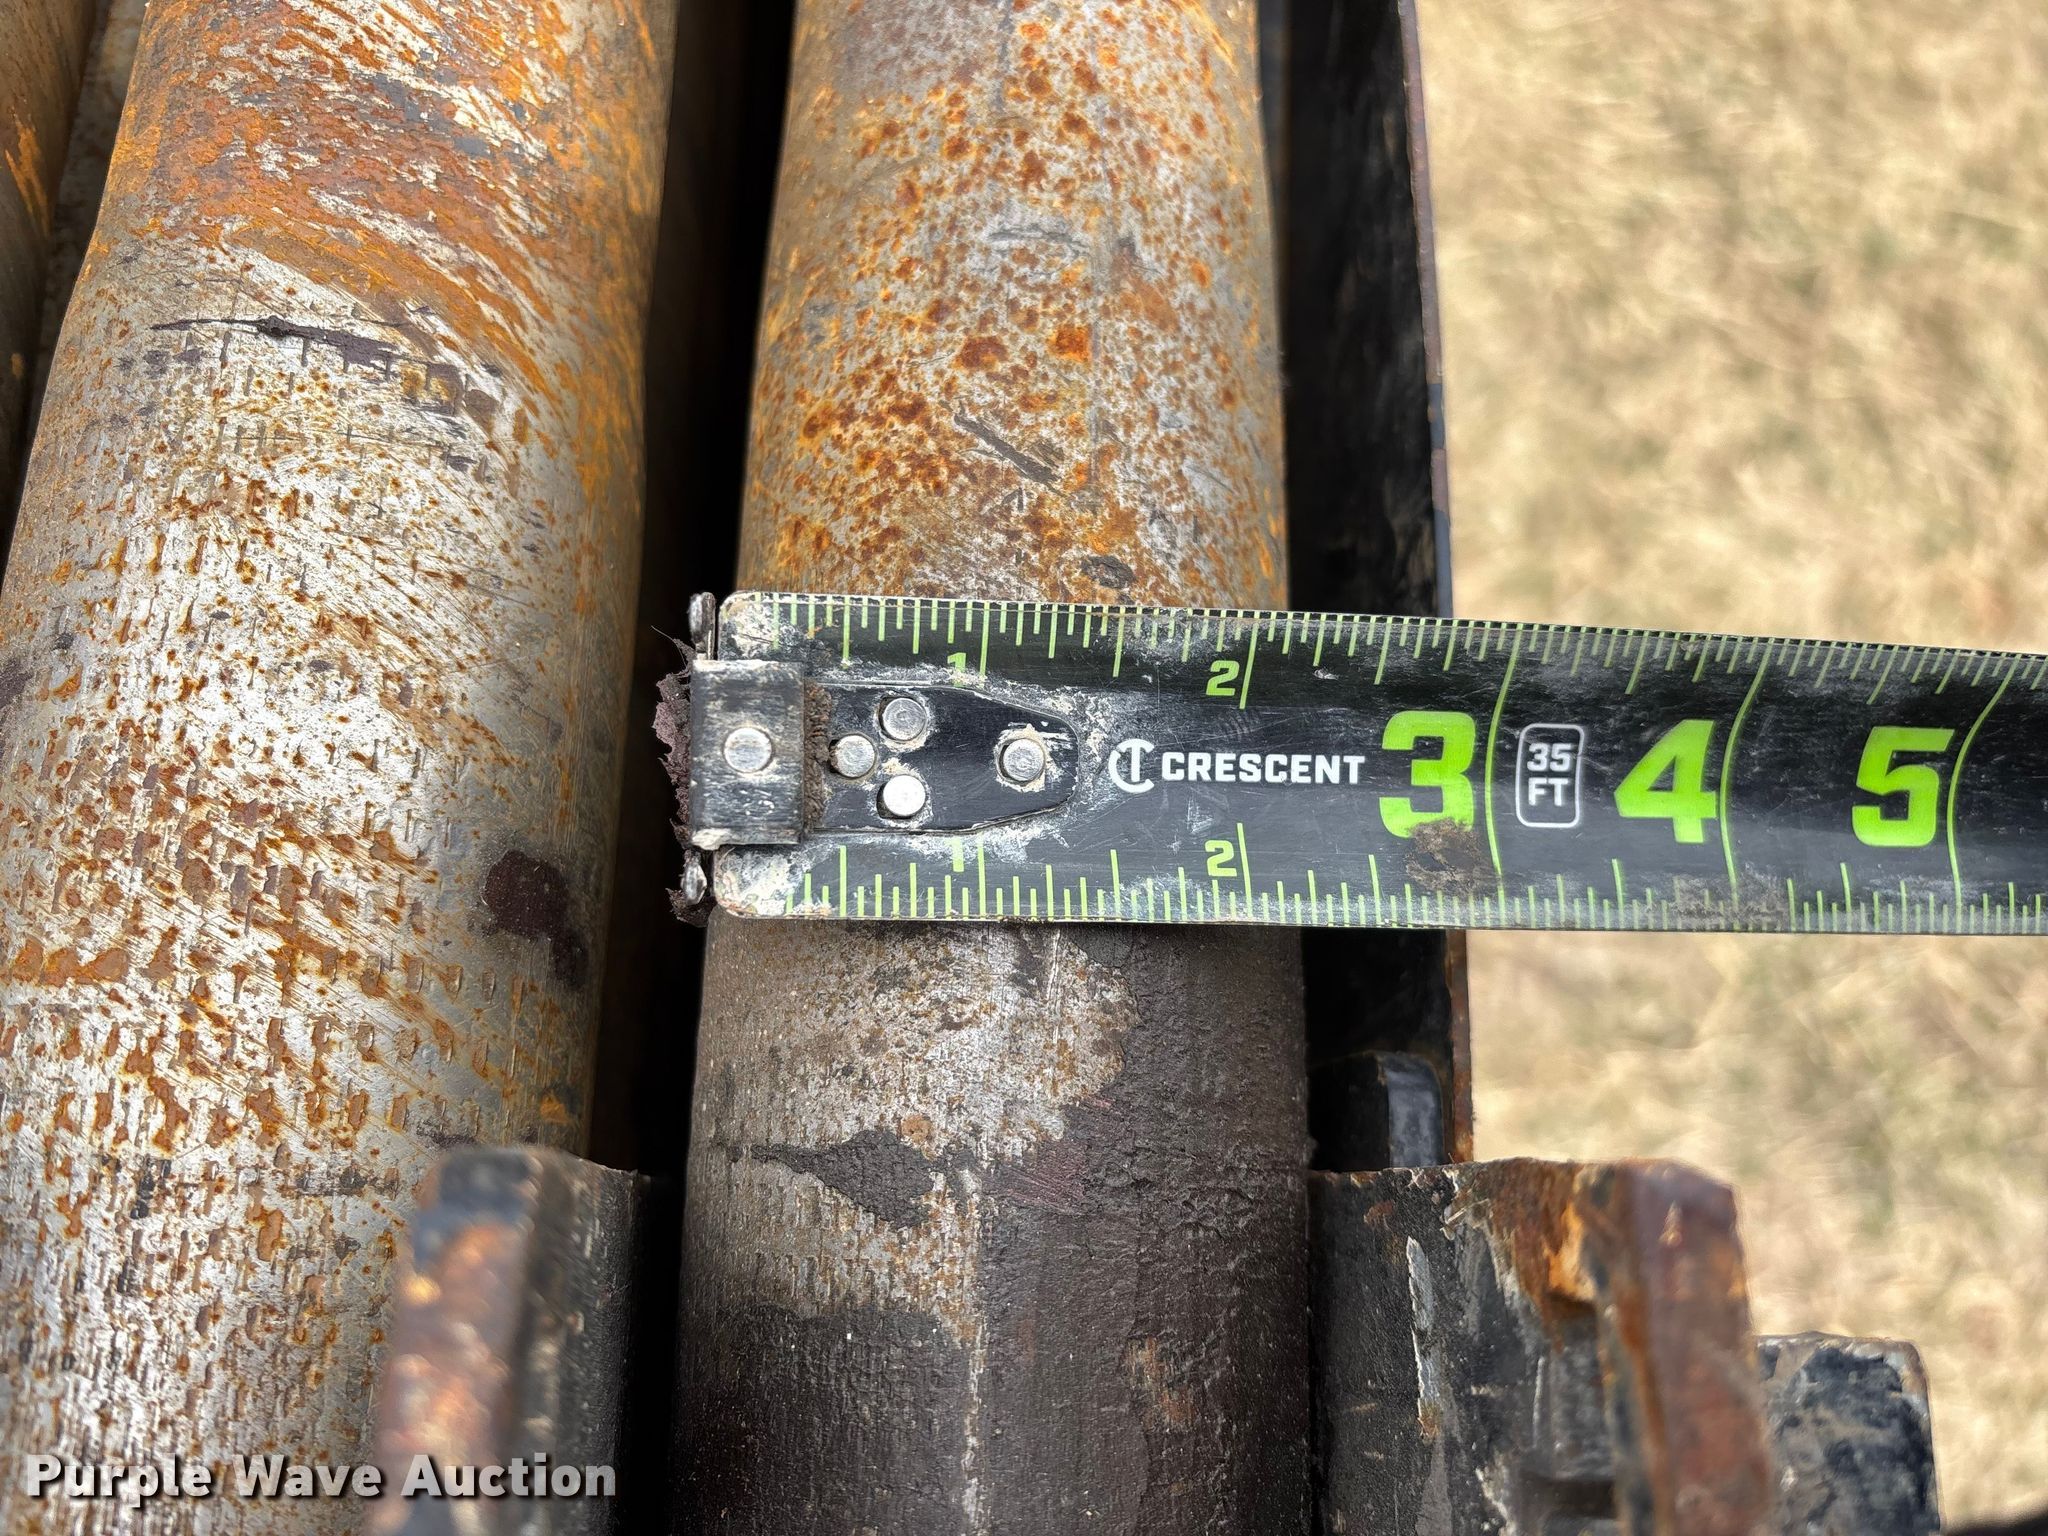 1 2
CRESCENT 3 35 FT 4 5
1 2
Purple Wave Auction